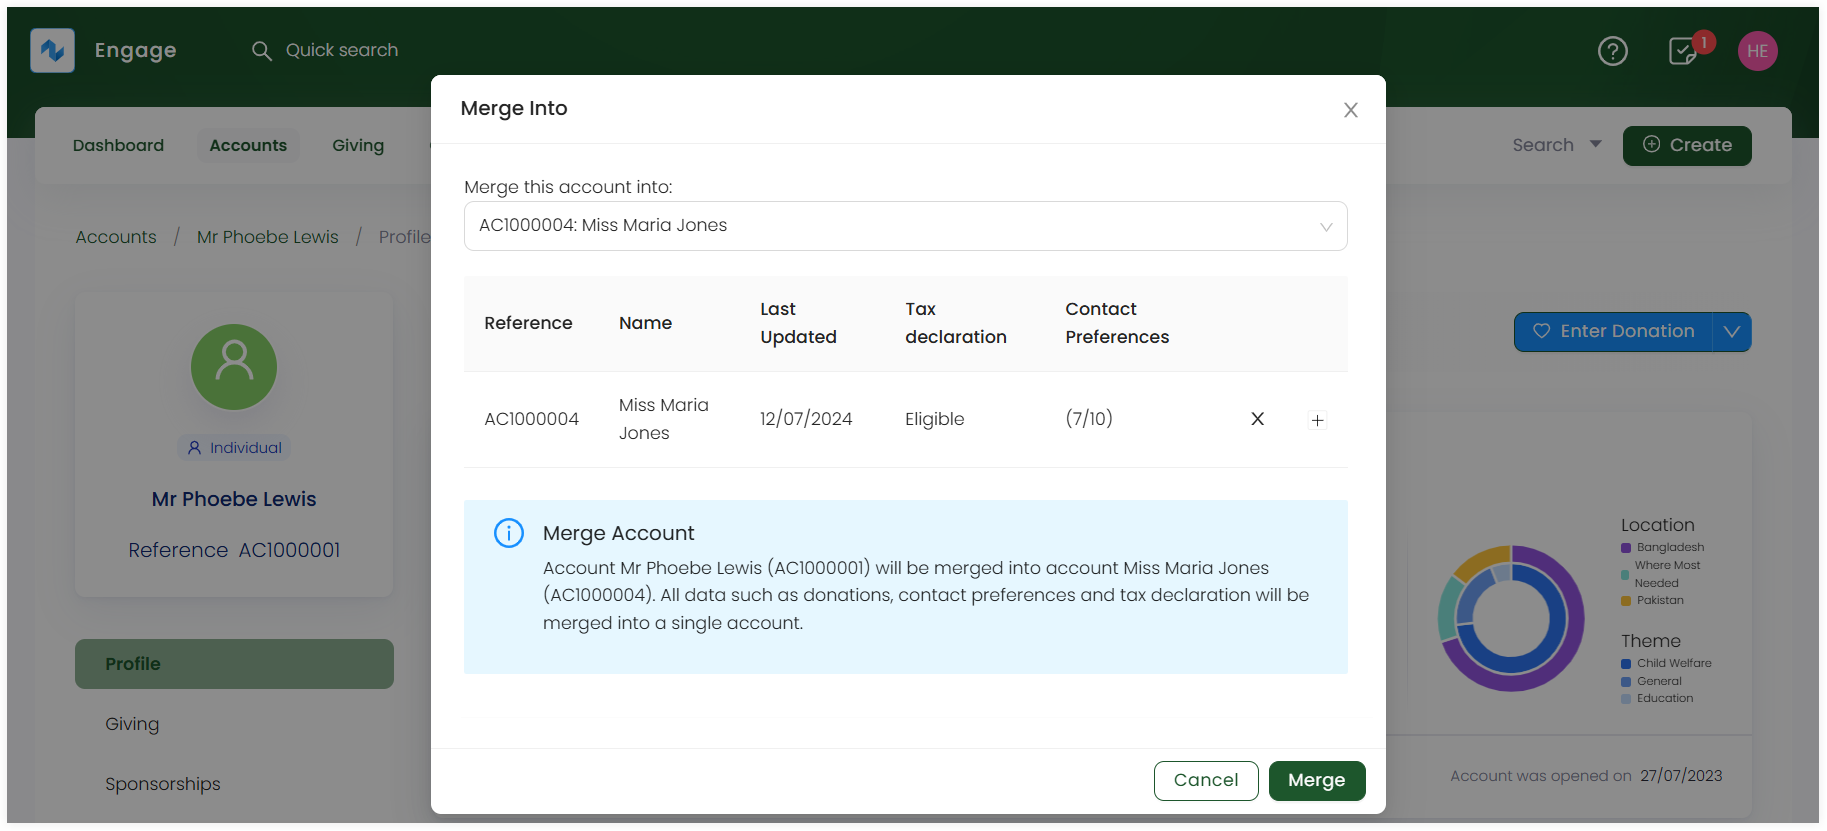 Engage
Quick search
1
HE
Merge Into
Dashboard
Accounts
Giving
Search
Create
Merge this account into:
AC1000004: Miss Maria Jones
Accounts / Mr Phoebe Lewis / Profile
Reference
Name
Last
Updated
Tax
declaration
Contact
Preferences
Enter Donation
AC1000004
Miss Maria
Jones
12/07/2024
Eligible
(7/10)
Individual
Mr Phoebe Lewis
Reference AC1000001
Merge Account
Account Mr Phoebe Lewis (AC1000001) will be merged into account Miss Maria Jones
(AC1000004). All data such as donations, contact preferences and tax declaration will be
merged into a single account.
Location
Bangladesh
Where Most
Needed
Pakistan
Theme
Child Welfare
General
Education
Profile
Giving
Sponsorships
Account was opened on 27/07/2023
Cancel
Merge